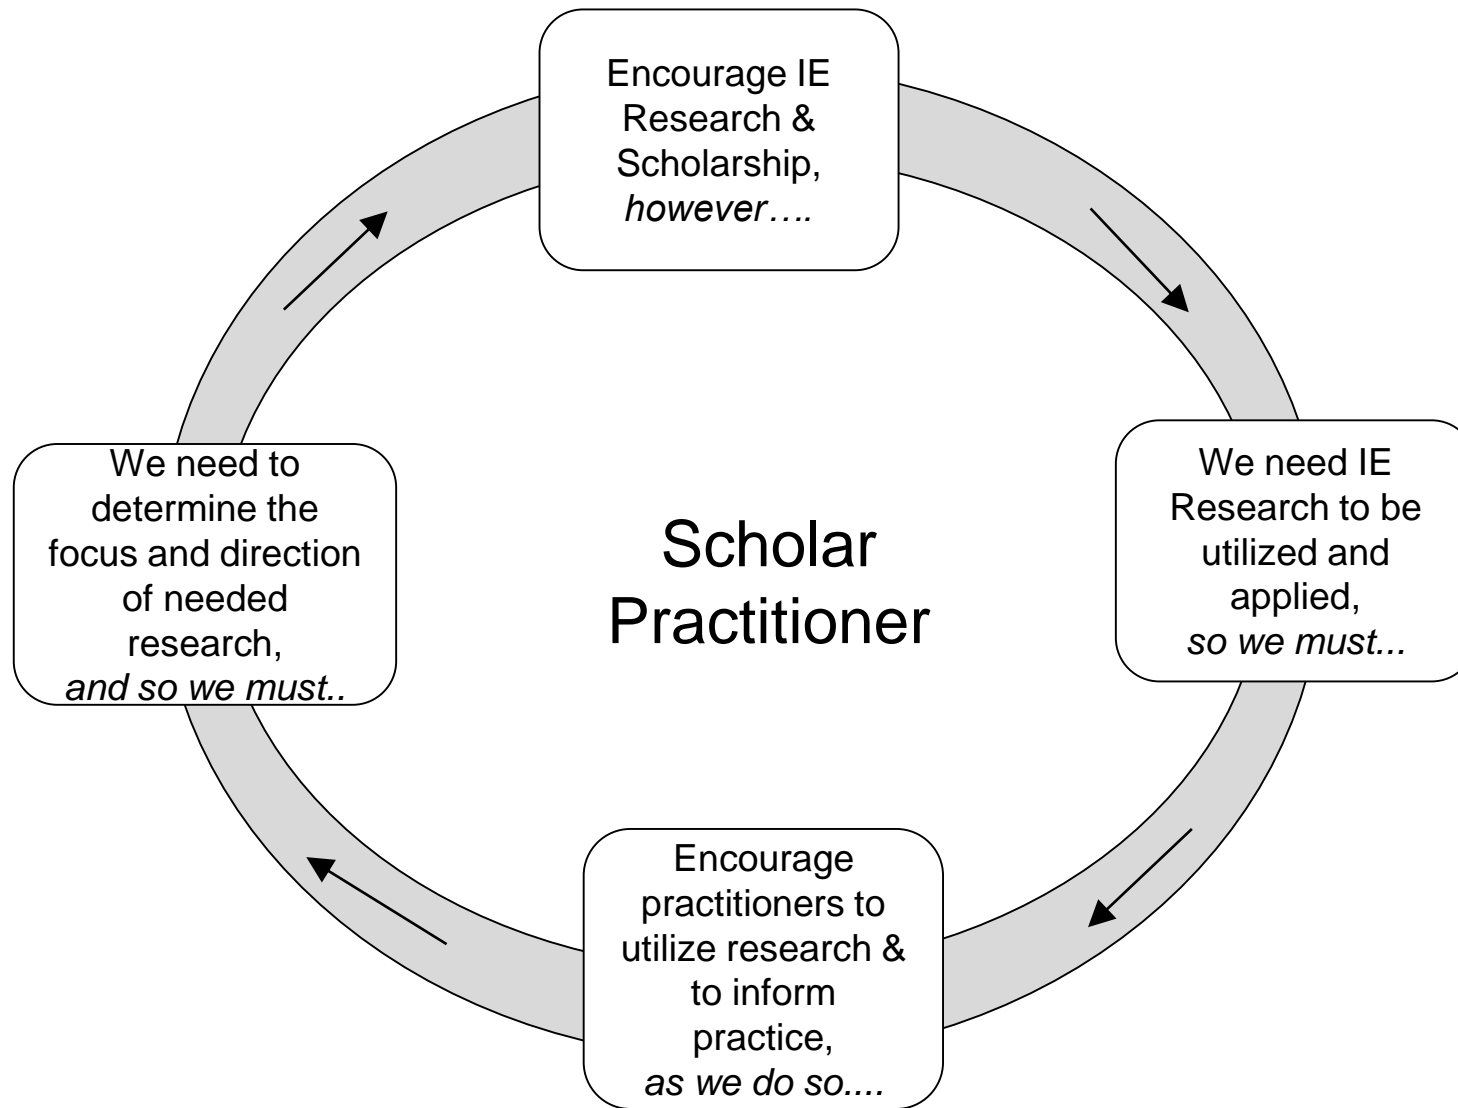 Encourage IE
Research &
Scholarship,
however….
We need IE
Research to be
utilized and
applied,
so we must...
Encourage
practitioners to
utilize research &
to inform
practice,
as we do so....
We need to
determine the
focus and direction
of needed
research,
and so we must..
Scholar
Practitioner